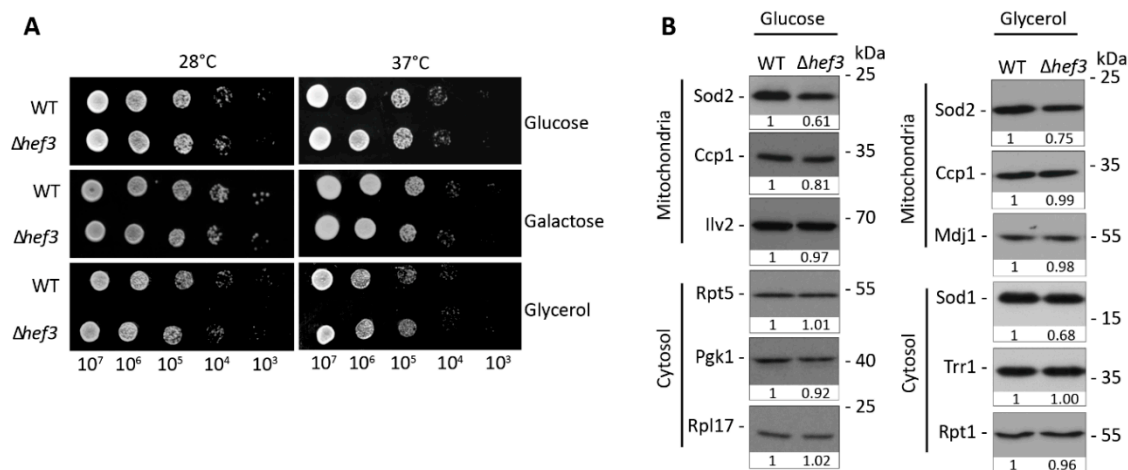 A
28°C
37°C
WT
Δhef3
Glucose
WT
Δhef3
Galactose
WT
Δhef3
Glycerol
10⁷ 10⁶ 10⁵ 10⁴ 10³ 10⁷ 10⁶ 10⁵ 10⁴ 10³
B
Glucose
WT Δhef3 kDa
- 25
Mitochondria
Sod2 -
1 0.61
Ccp1 -
- 35
1 0.81
- 70
Ilv2 -
1 0.97
Cytosol
Rpt5 -
- 55
1 1.01
Pgk1 -
- 40
1 0.92
- 25
Rpl17 -
1 1.02
Glycerol
WT Δhef3 kDa
- 25
Mitochondria
Sod2 -
1 0.75
- 35
Ccp1 -
1 0.99
Mdj1 -
- 55
1 0.98
Cytosol
Sod1 -
- 15
1 0.68
Trr1 -
- 35
1 1.00
Rpt1 -
- 55
1 0.96